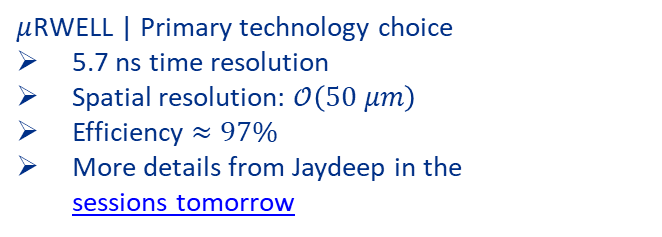 μRWELL | Primary technology choice
➢ 5.7 ns time resolution
➢ Spatial resolution: 𝒪(50 μm)
➢ Efficiency ≈ 97%
➢ More details from Jaydeep in the
sessions tomorrow